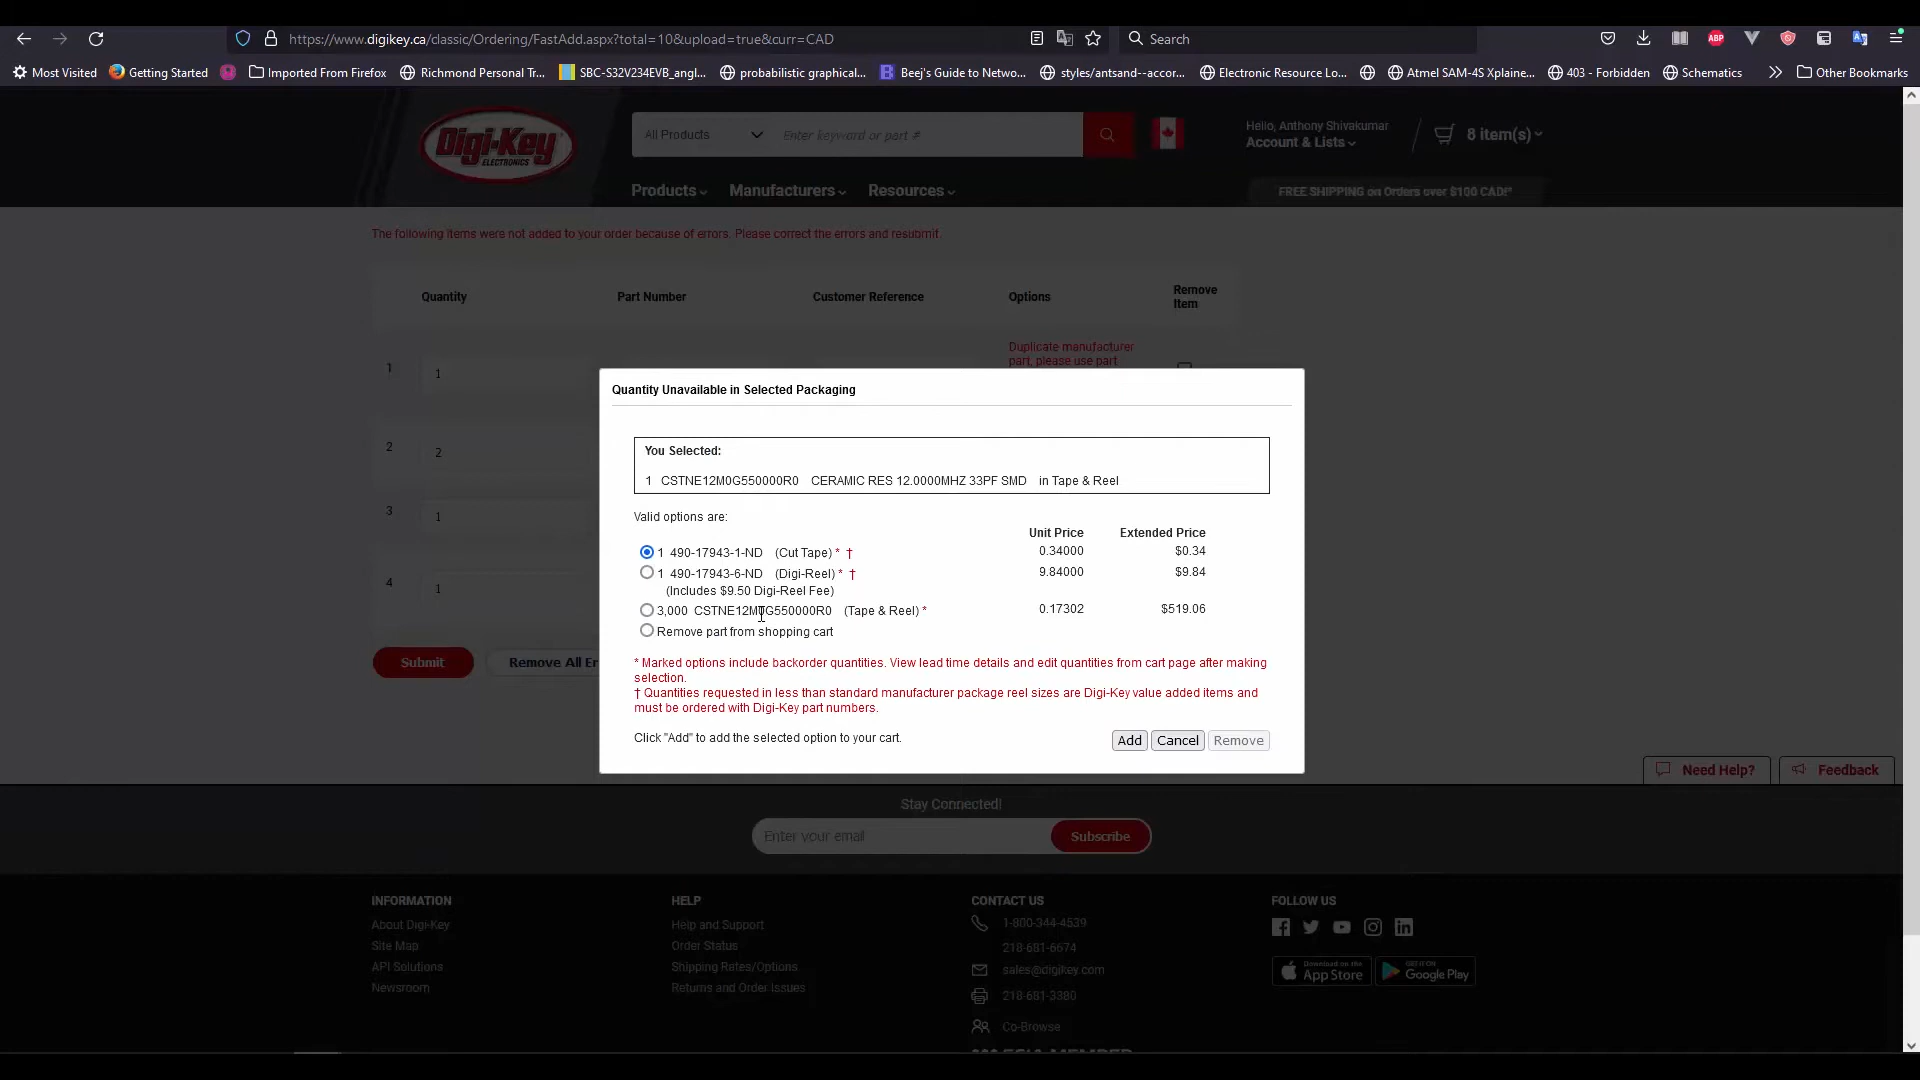 https://www.digikey.ca/classic/Ordering/FastAdd.aspx?total=10&upload=true&curr=CAD
Search
ABP
Most Visited
Getting Started
Imported From Firefox
Richmond Personal Tr...
SBC-S32V234EVB_angl...
probabilistic graphical...
Beej's Guide to Netwo...
styles/antsand--accor...
Electronic Resource Lo...
Atmel SAM-4S Xplaine...
403 - Forbidden
Schematics
Other Bookmarks
Digi-Key
ELECTRONICS
All Products
Enter keyword or part #
Hello, Anthony Shivakumar
Account & Lists
8 item(s)
Products
Manufacturers
Resources
FREE SHIPPING on Orders over $100 CAD!*
The following items were not added to your order because of errors. Please correct the errors and resubmit.
Quantity Part Number Customer Reference Options Remove Item
Duplicate manufacturer
part, please use part
1 1
2 2
3 1
4 1
Submit
Remove All Er
Quantity Unavailable in Selected Packaging
You Selected:
1 CSTNE12M0G550000R0 CERAMIC RES 12.0000MHZ 33PF SMD in Tape & Reel
Valid options are:
Unit Price Extended Price
1 490-17943-1-ND (Cut Tape) * † 0.34000 $0.34
1 490-17943-6-ND (Digi-Reel) * † 9.84000 $9.84
(Includes $9.50 Digi-Reel Fee)
3,000 CSTNE12M0G550000R0 (Tape & Reel) * 0.17302 $519.06
Remove part from shopping cart
* Marked options include backorder quantities. View lead time details and edit quantities from cart page after making
selection.
† Quantities requested in less than standard manufacturer package reel sizes are Digi-Key value added items and
must be ordered with Digi-Key part numbers.
Click "Add" to add the selected option to your cart.
Add Cancel Remove
Need Help?
Feedback
Stay Connected!
Enter your email
Subscribe
INFORMATION
About Digi-Key
Site Map
API Solutions
Newsroom
HELP
Help and Support
Order Status
Shipping Rates/Options
Returns and Order Issues
CONTACT US
1-800-344-4539
218-681-6674
sales@digikey.com
218-681-3380
Co-Browse
FOLLOW US
Download on the
App Store
GET IT ON
Google Play